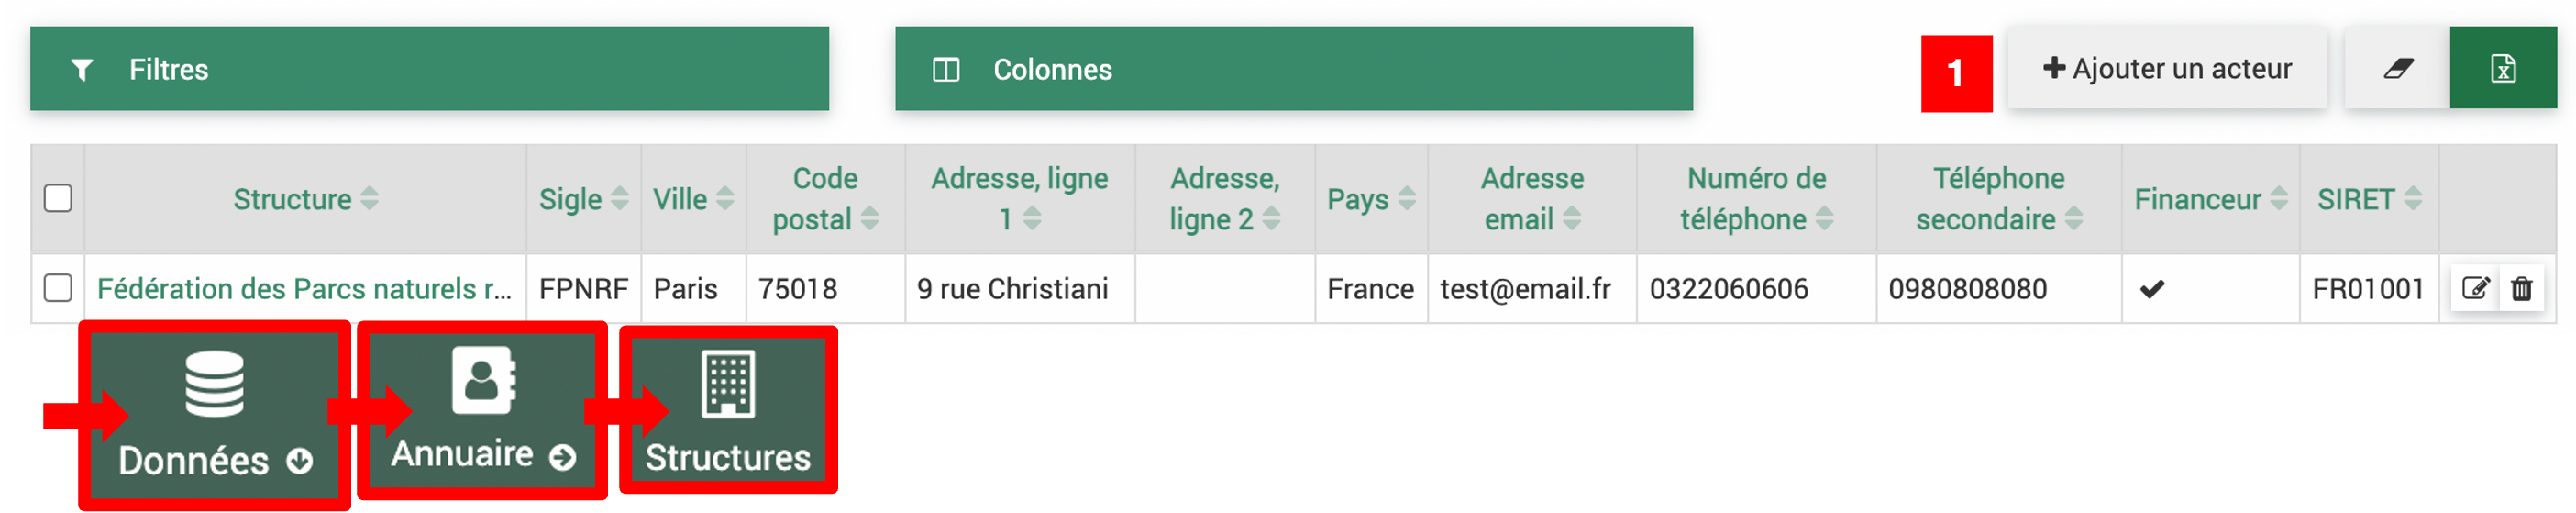 Filtres
Colonnes
1
Ajouter un acteur
Structure
Sigle
Ville
Code postal
Adresse, ligne 1
Adresse, ligne 2
Pays
Adresse email
Numéro de téléphone
Téléphone secondaire
Financeur
SIRET
Fédération des Parcs naturels r...
FPNRF
Paris
75018
9 rue Christiani
France
test@email.fr
0322060606
0980808080
FR01001
Données
Annuaire
Structures